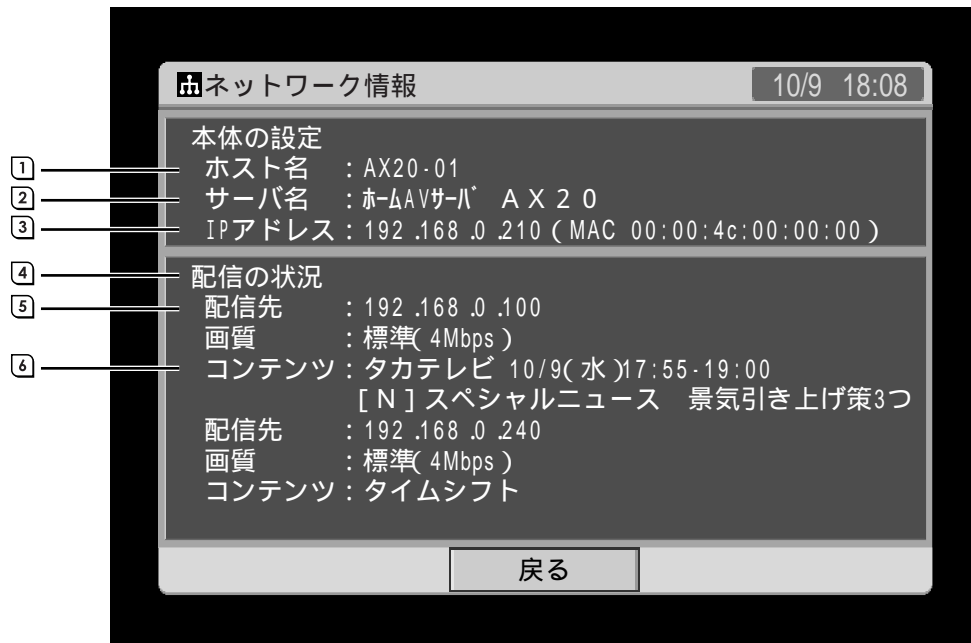 ネットワーク情報 10/9 18:08
本体の設定
1 ホスト名 : AX20-01
2 サーバ名 : ﾎｰﾑAVｻｰﾊﾞ AX20
3 IPアドレス : 192.168.0.210 (MAC 00:00:4c:00:00:00)
4 配信の状況
5 配信先 : 192.168.0.100
画質 : 標準(4Mbps)
6 コンテンツ : タカテレビ 10/9(水)17:55-19:00
[N]スペシャルニュース 景気引き上げ策3つ
配信先 : 192.168.0.240
画質 : 標準(4Mbps)
コンテンツ : タイムシフト
戻る